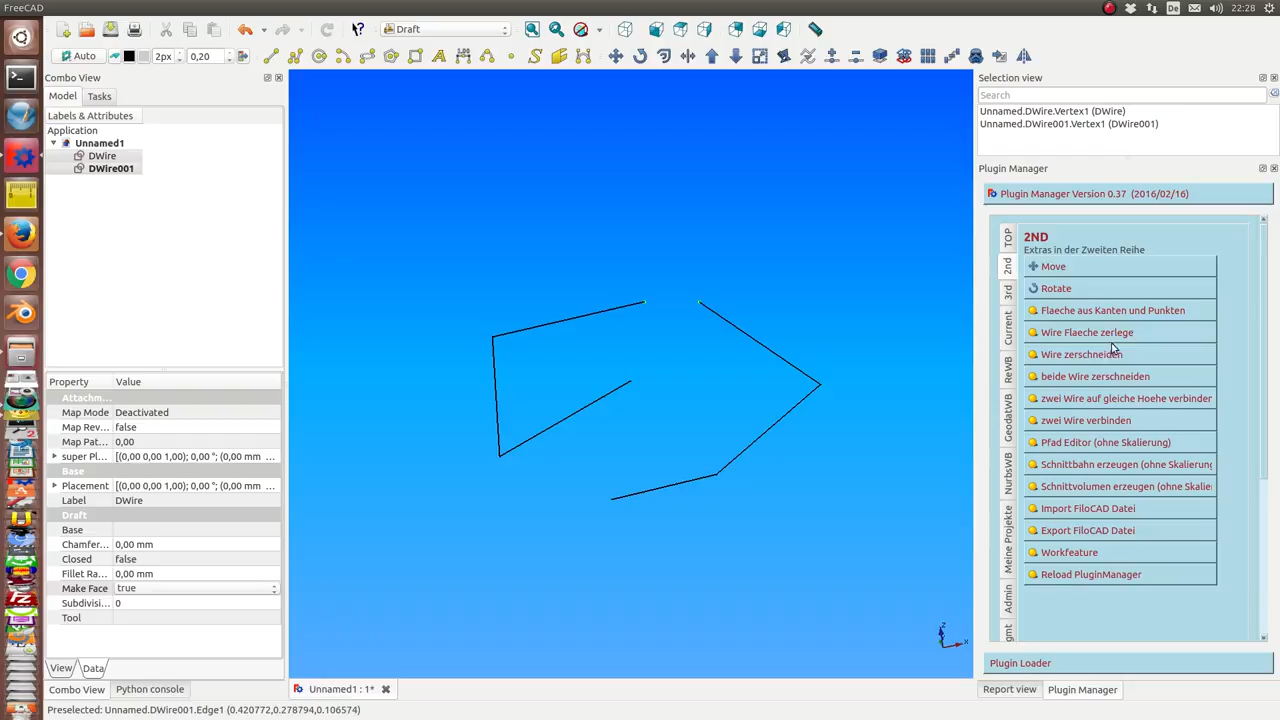 FreeCAD
De
22:28
Draft
Auto
2px
0,20
Combo View
Model
Tasks
Labels & Attributes
Application
Unnamed1
DWire
DWire001
Property
Value
Attachm...
Map Mode
Deactivated
Map Rev...
false
Map Pat...
0,00
super Pl...
[(0,00 0,00 1,00); 0,00 °; (0,00 mm ...
Base
Placement
[(0,00 0,00 1,00); 0,00 °; (0,00 mm ...
Label
DWire
Draft
Base
Chamfer...
0,00 mm
Closed
false
Fillet Ra...
0,00 mm
Make Face
true
Subdivisi...
0
Tool
View
Data
Combo View
Python console
Preselected: Unnamed.DWire001.Edge1 (0.420772,0.278794,0.106574)
z
x
Unnamed1 : 1*
Selection view
Search
Unnamed.DWire.Vertex1 (DWire)
Unnamed.DWire001.Vertex1 (DWire001)
Plugin Manager
Plugin Manager Version 0.37 (2016/02/16)
TOP
2nd
3rd
Current
ReWB
GeodatWB
NurbsWB
Meine Projekte
Admin
gmt
2ND
Extras in der Zweiten Reihe
Move
Rotate
Flaeche aus Kanten und Punkten
Wire Flaeche zerlege
Wire zerschneiden
beide Wire zerschneiden
zwei Wire auf gleiche Hoehe verbinden
zwei Wire verbinden
Pfad Editor (ohne Skalierung)
Schnittbahn erzeugen (ohne Skalierung
Schnittvolumen erzeugen (ohne Skalie
Import FiloCAD Datei
Export FiloCAD Datei
Workfeature
Reload PluginManager
Plugin Loader
Report view
Plugin Manager